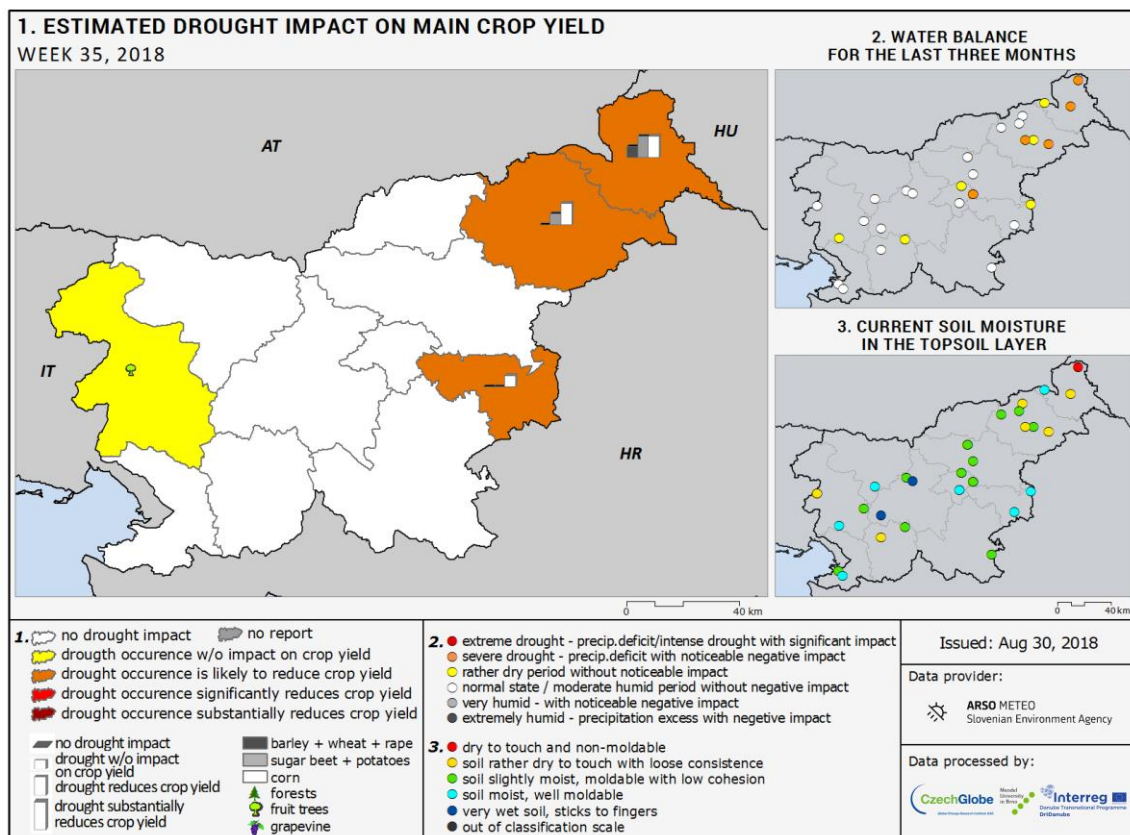 1. ESTIMATED DROUGHT IMPACT ON MAIN CROP YIELD
WEEK 35, 2018
AT
HU
IT
HR
0 40 km
2. WATER BALANCE
FOR THE LAST THREE MONTHS
3. CURRENT SOIL MOISTURE
IN THE TOPSOIL LAYER
0 40 km
1. no drought impact no report
drougth occurence w/o impact on crop yield
drought occurence is likely to reduce crop yield
drought occurence significantly reduces crop yield
drought occurence substantially reduces crop yield
no drought impact
drought w/o impact
on crop yield
drought reduces crop yield
drought substantially
reduces crop yield
barley + wheat + rape
sugar beet + potatoes
corn
forests
fruit trees
grapevine
2. extreme drought - precip.deficit/intense drought with significant impact
severe drought - precip.deficit with noticeable negative impact
rather dry period without noticeable impact
normal state / moderate humid period without negative impact
very humid - with noticeable negative impact
extremely humid - precipitation excess with negative impact
3. dry to touch and non-moldable
soil rather dry to touch with loose consistence
soil slightly moist, moldable with low cohesion
soil moist, well moldable
very wet soil, sticks to fingers
out of classification scale
Issued: Aug 30, 2018
Data provider:
ARSO METEO
Slovenian Environment Agency
Data processed by:
CzechGlobe
Mendel
University
in Brno
Interreg
Danube Transnational Programme
DriDanube